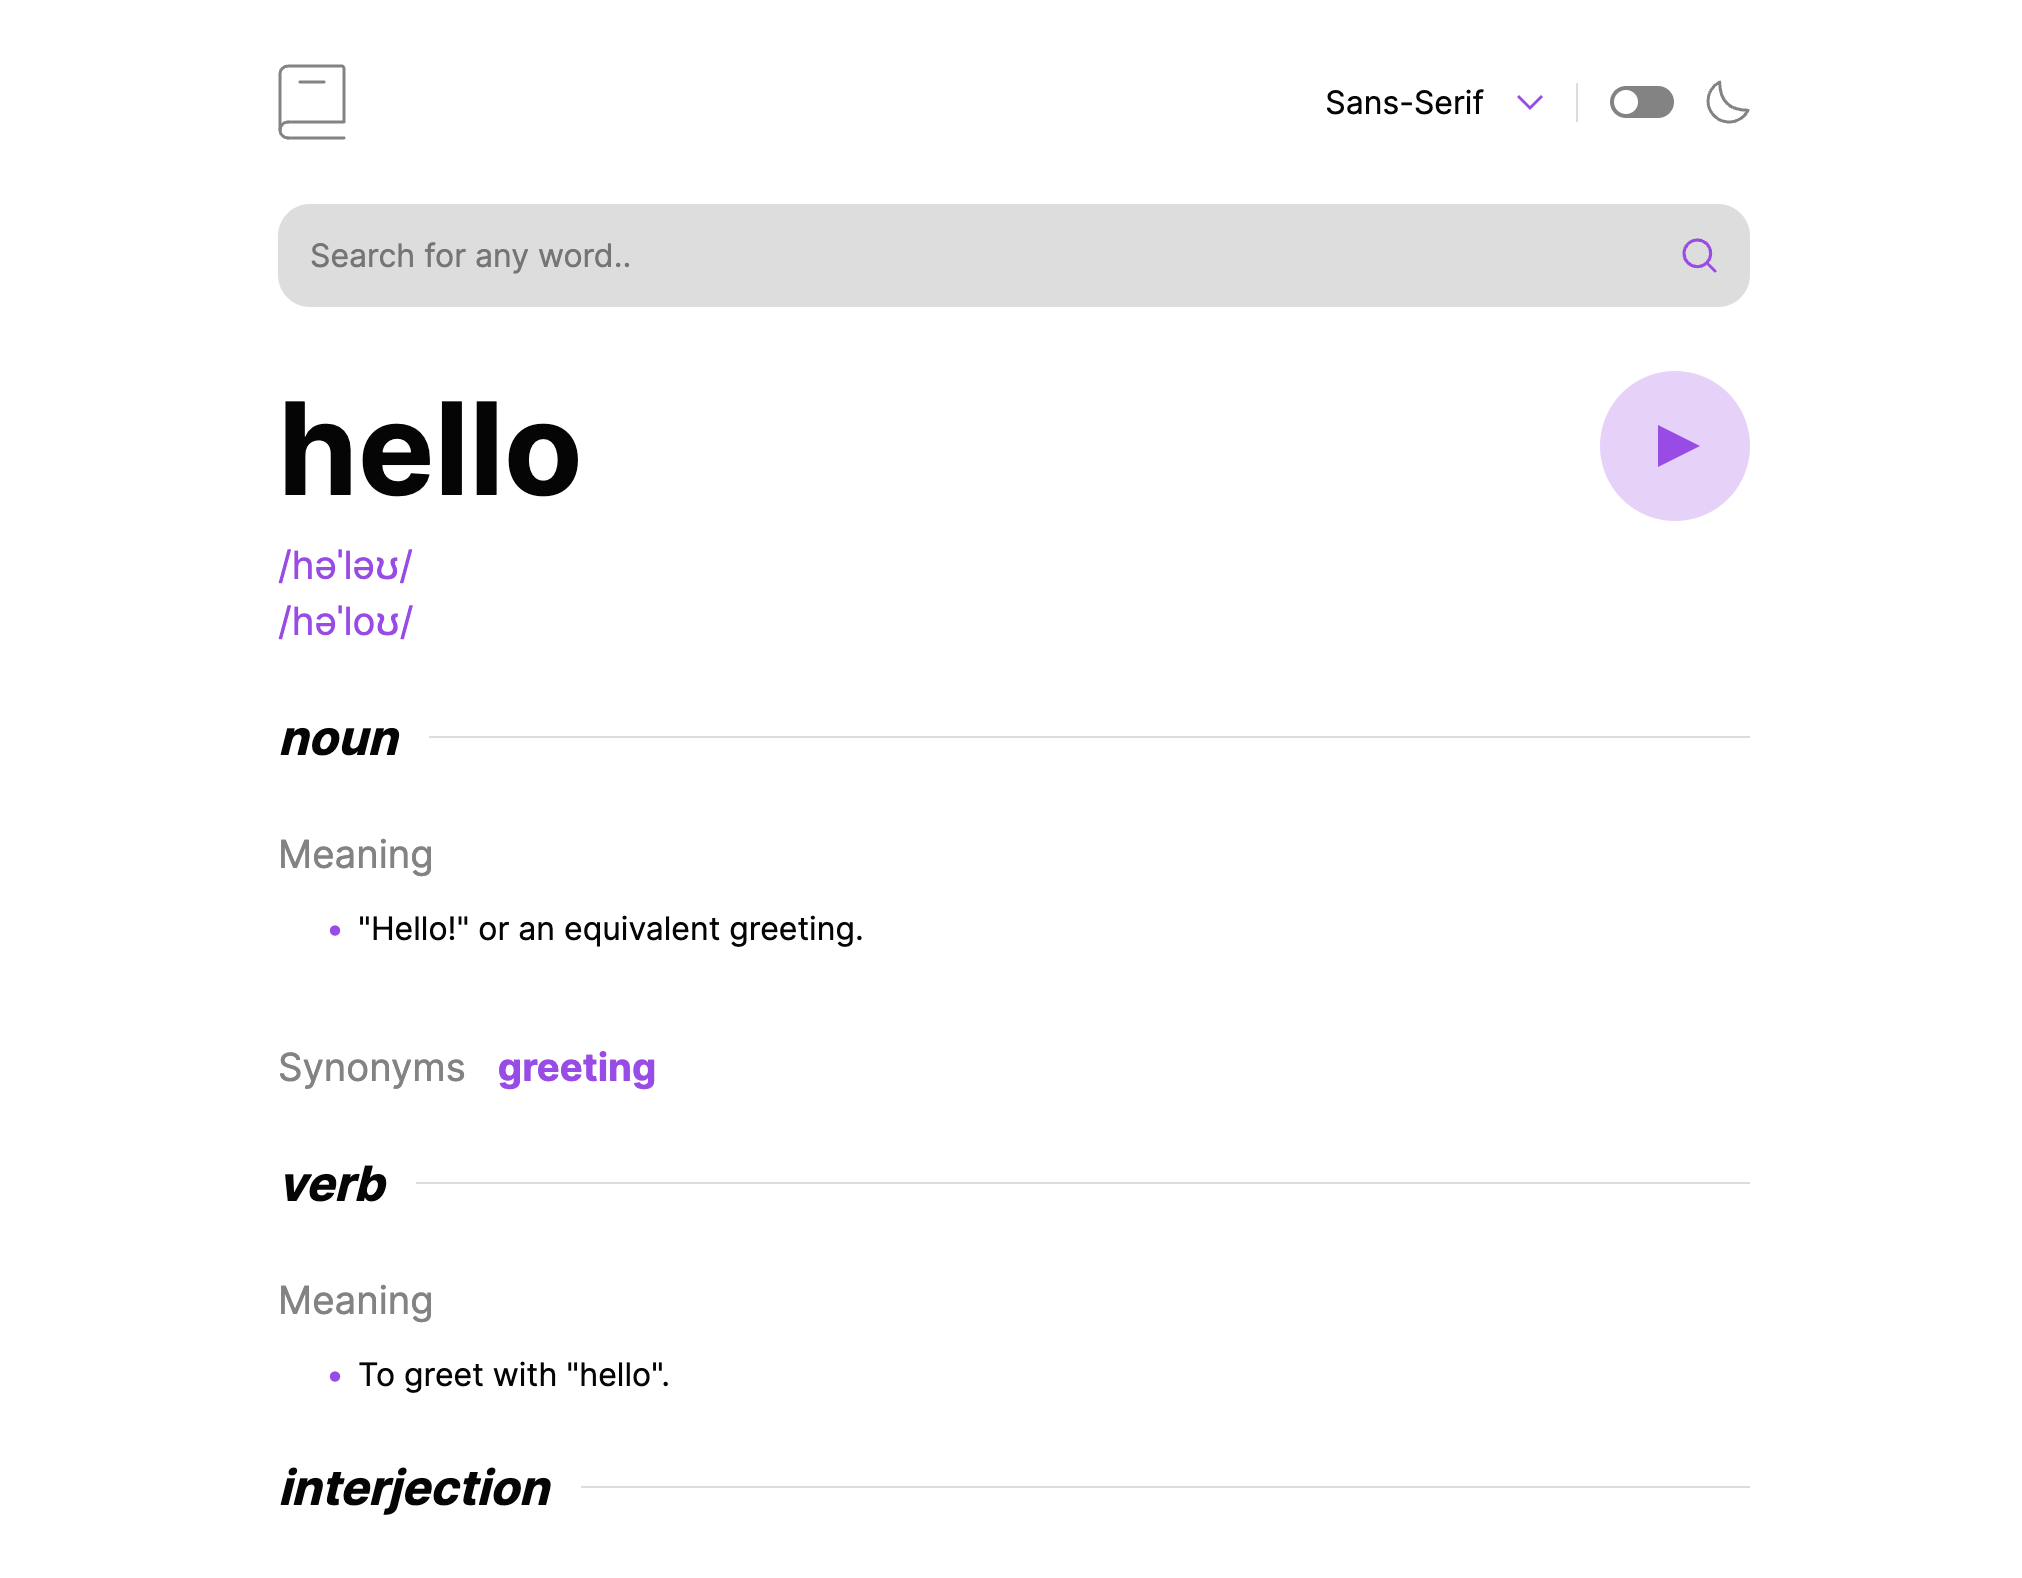 Sans-Serif
Search for any word..
hello
/həˈləʊ/
/həˈloʊ/
noun
Meaning
"Hello!" or an equivalent greeting.
Synonyms greeting
verb
Meaning
To greet with "hello".
interjection